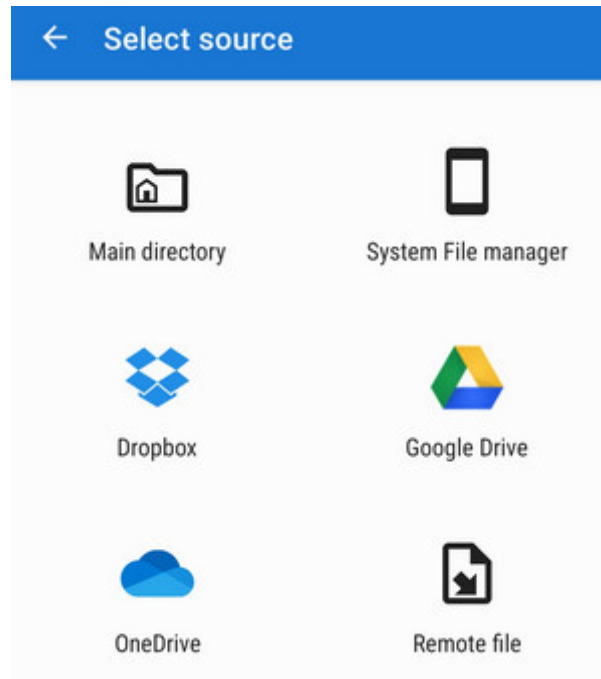 Select source
Main directory
System File manager
Dropbox
Google Drive
OneDrive
Remote file